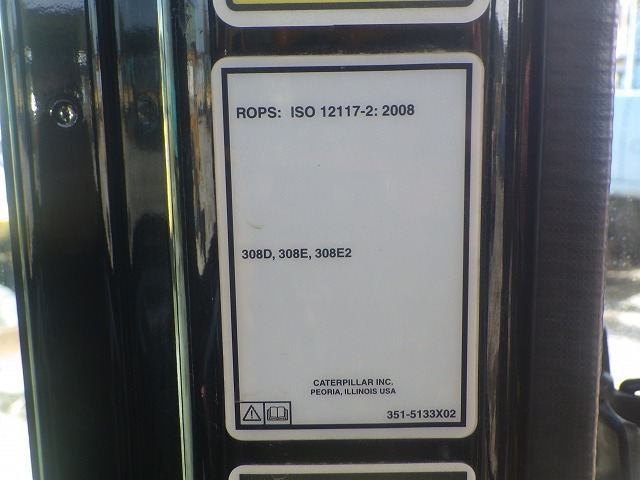 ROPS: ISO 12117-2: 2008
308D, 308E, 308E2
CATERPILLAR INC.
PEORIA, ILLINOIS USA
351-5133X02